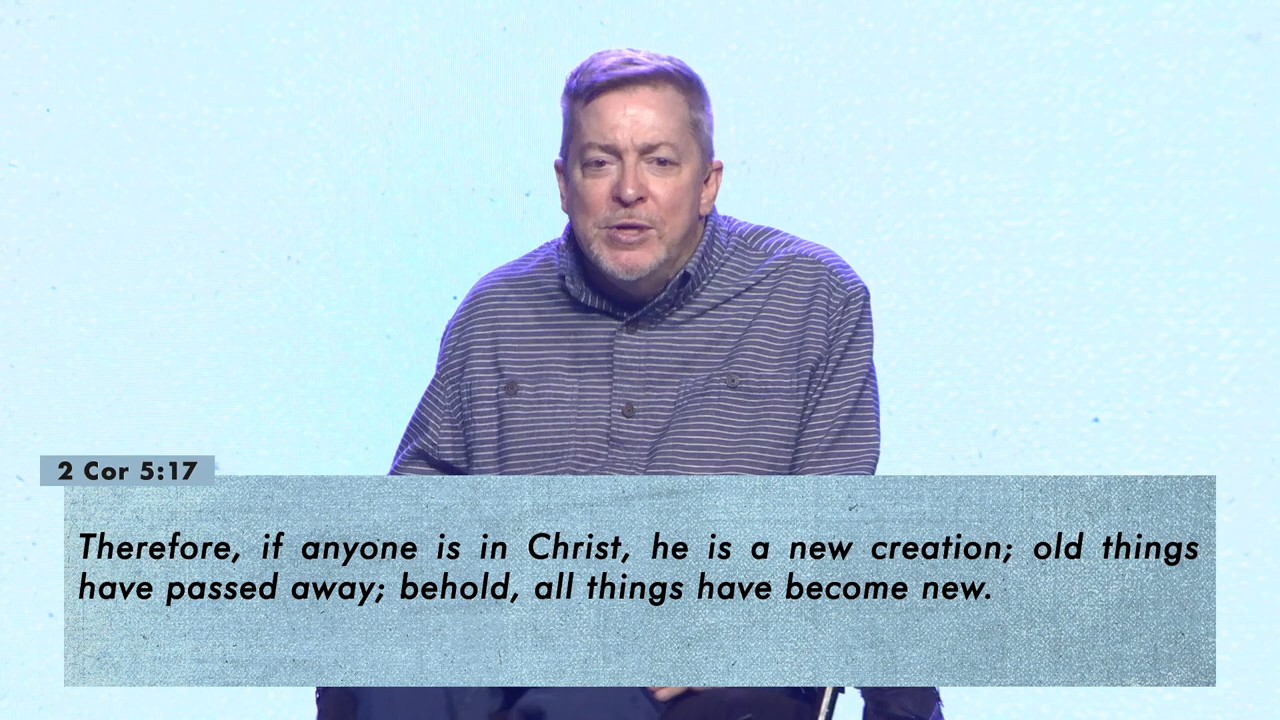 2 Cor 5:17
Therefore, if anyone is in Christ, he is a new creation; old things
have passed away; behold, all things have become new.